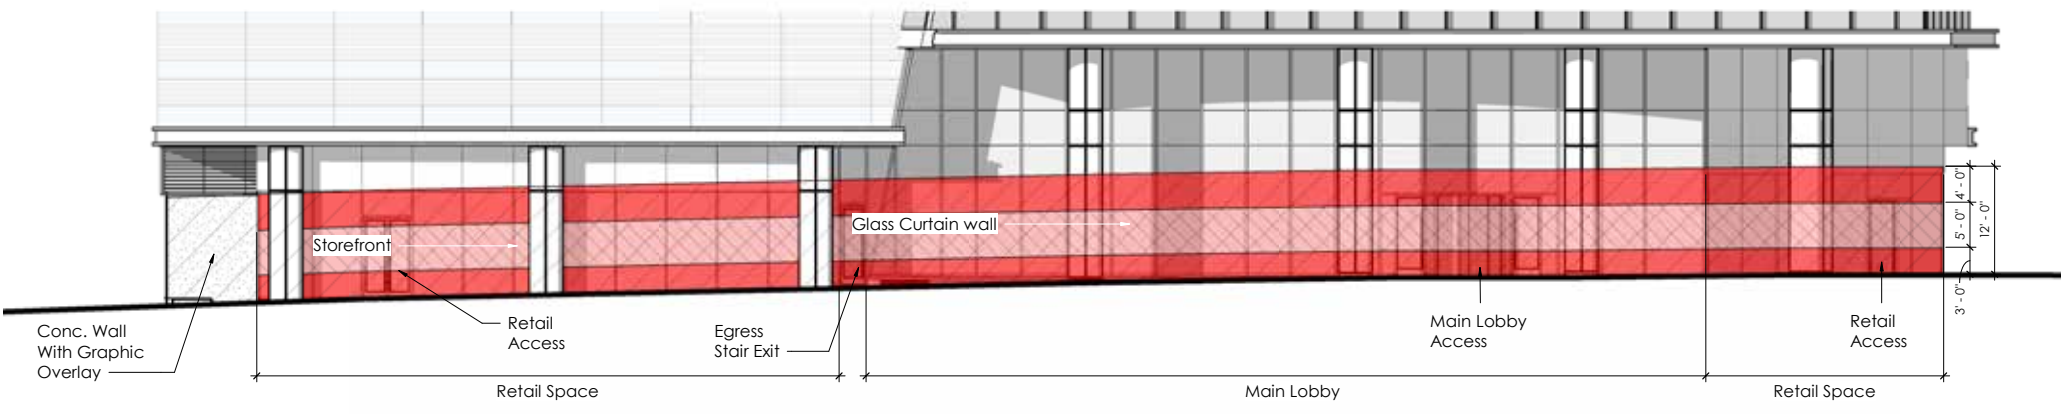 Storefront
Glass Curtain wall
4' - 0"
5' - 0"
12' - 0"
3' - 0"
Conc. Wall
With Graphic
Overlay
Retail
Access
Egress
Stair Exit
Main Lobby
Access
Retail
Access
Retail Space
Main Lobby
Retail Space